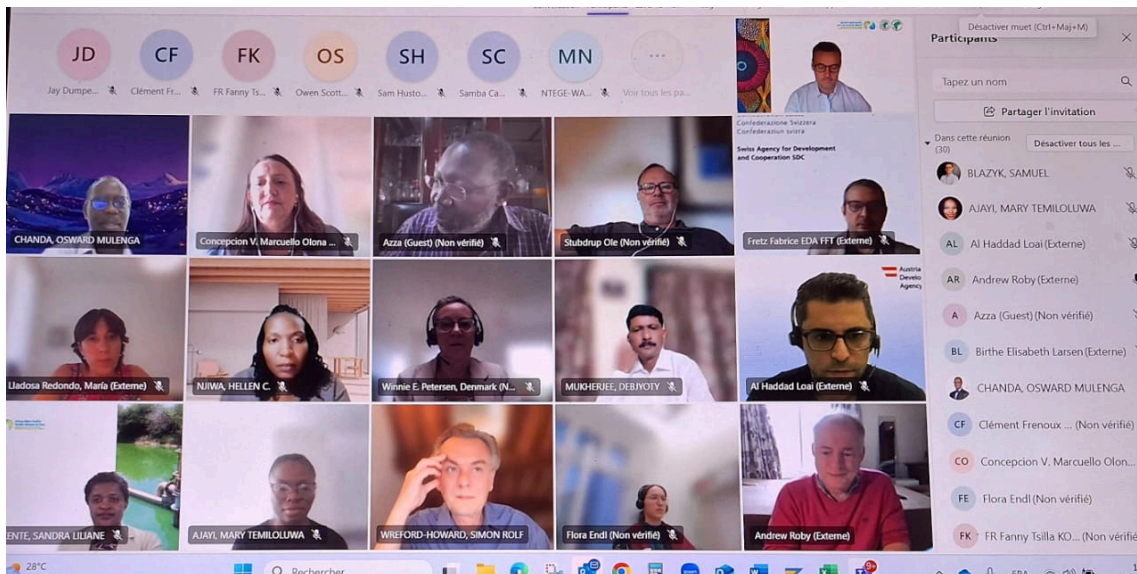 Désactiver muet (Ctrl+Maj+M)
JD
CF
FK
OS
SH
SC
MN
...
Jay Dumpe...
Clément Fr...
FR Fanny Ts...
Owen Scott...
Sam Husto...
Samba Ca...
NTEGE-WA...
Voir tous les pa...
Participants
Tapez un nom
Partager l'invitation
Dans cette réunion
(30)
Désactiver tous les ...
Confederazione Svizzera
Confederaziun svizra
Swiss Agency for Development
and Cooperation SDC
CHANDA, OSWARD MULENGA
Concepcion V. Marcuello Olona ...
Azza (Guest) (Non vérifié)
Stubdrup Ole (Non vérifié)
Fretz Fabrice EDA FFT (Externe)
Austria
Develo
Agency
Lladosa Redondo, María (Externe)
NJIWA, HELLEN C.
Winnie E. Petersen, Denmark (N...
MUKHERJEE, DEBJYOTY
Al Haddad Loai (Externe)
ENTE, SANDRA LILIANE
AJAYI, MARY TEMILOLUWA
WREFORD-HOWARD, SIMON ROLF
Flora Endl (Non vérifié)
Andrew Roby (Externe)
BLAZYK, SAMUEL
AJAYI, MARY TEMILOLUWA
AL
Al Haddad Loai (Externe)
AR
Andrew Roby (Externe)
A
Azza (Guest) (Non vérifié)
BL
Birthe Elisabeth Larsen (Externe)
CHANDA, OSWARD MULENGA
CF
Clément Frenoux ... (Non vérifié)
CO
Concepcion V. Marcuello Olon...
FE
Flora Endl (Non vérifié)
FK
FR Fanny Tsilla KO... (Non vérifié
28°C
Rechercher
9+
FRA